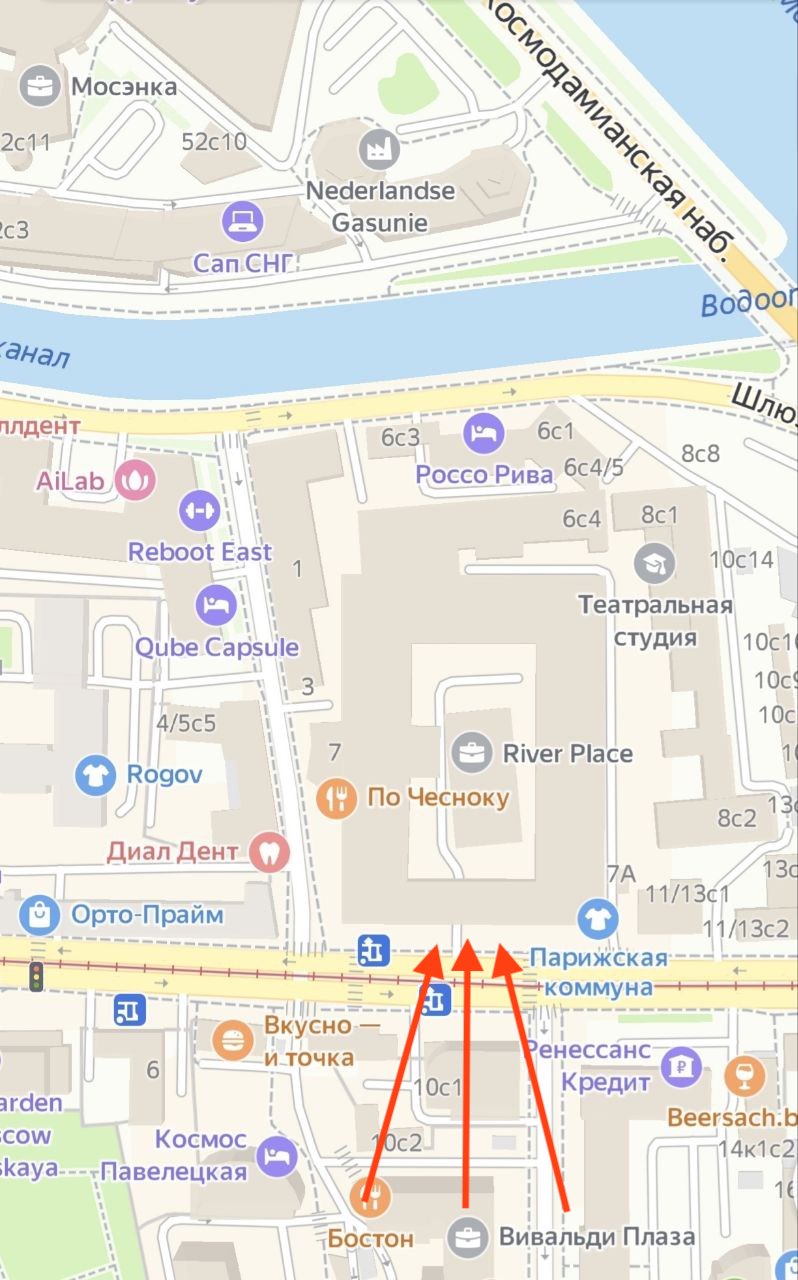 Космодамианская наб.
Мосэнка
2с11
52с10
Nederlandse
Gasunie
2с3
Сап СНГ
канал
6с3
6с1
Россо Рива
6с4/5
8с8
AiLab
Reboot East
6с4
8с1
1
10с14
Театральная
студия
Qube Capsule
3
4/5с5
7
River Place
Rogov
По Чесноку
8с2
Диал Дент
7А
11/13с1
Орто-Прайм
11/13с2
Парижская
коммуна
Вкусно —
и точка
Ренессанс
Кредит
6
10с1
Beersach.b
Космос
Павелецкая
10с2
14к1с2
Бостон
Вивальди Плаза